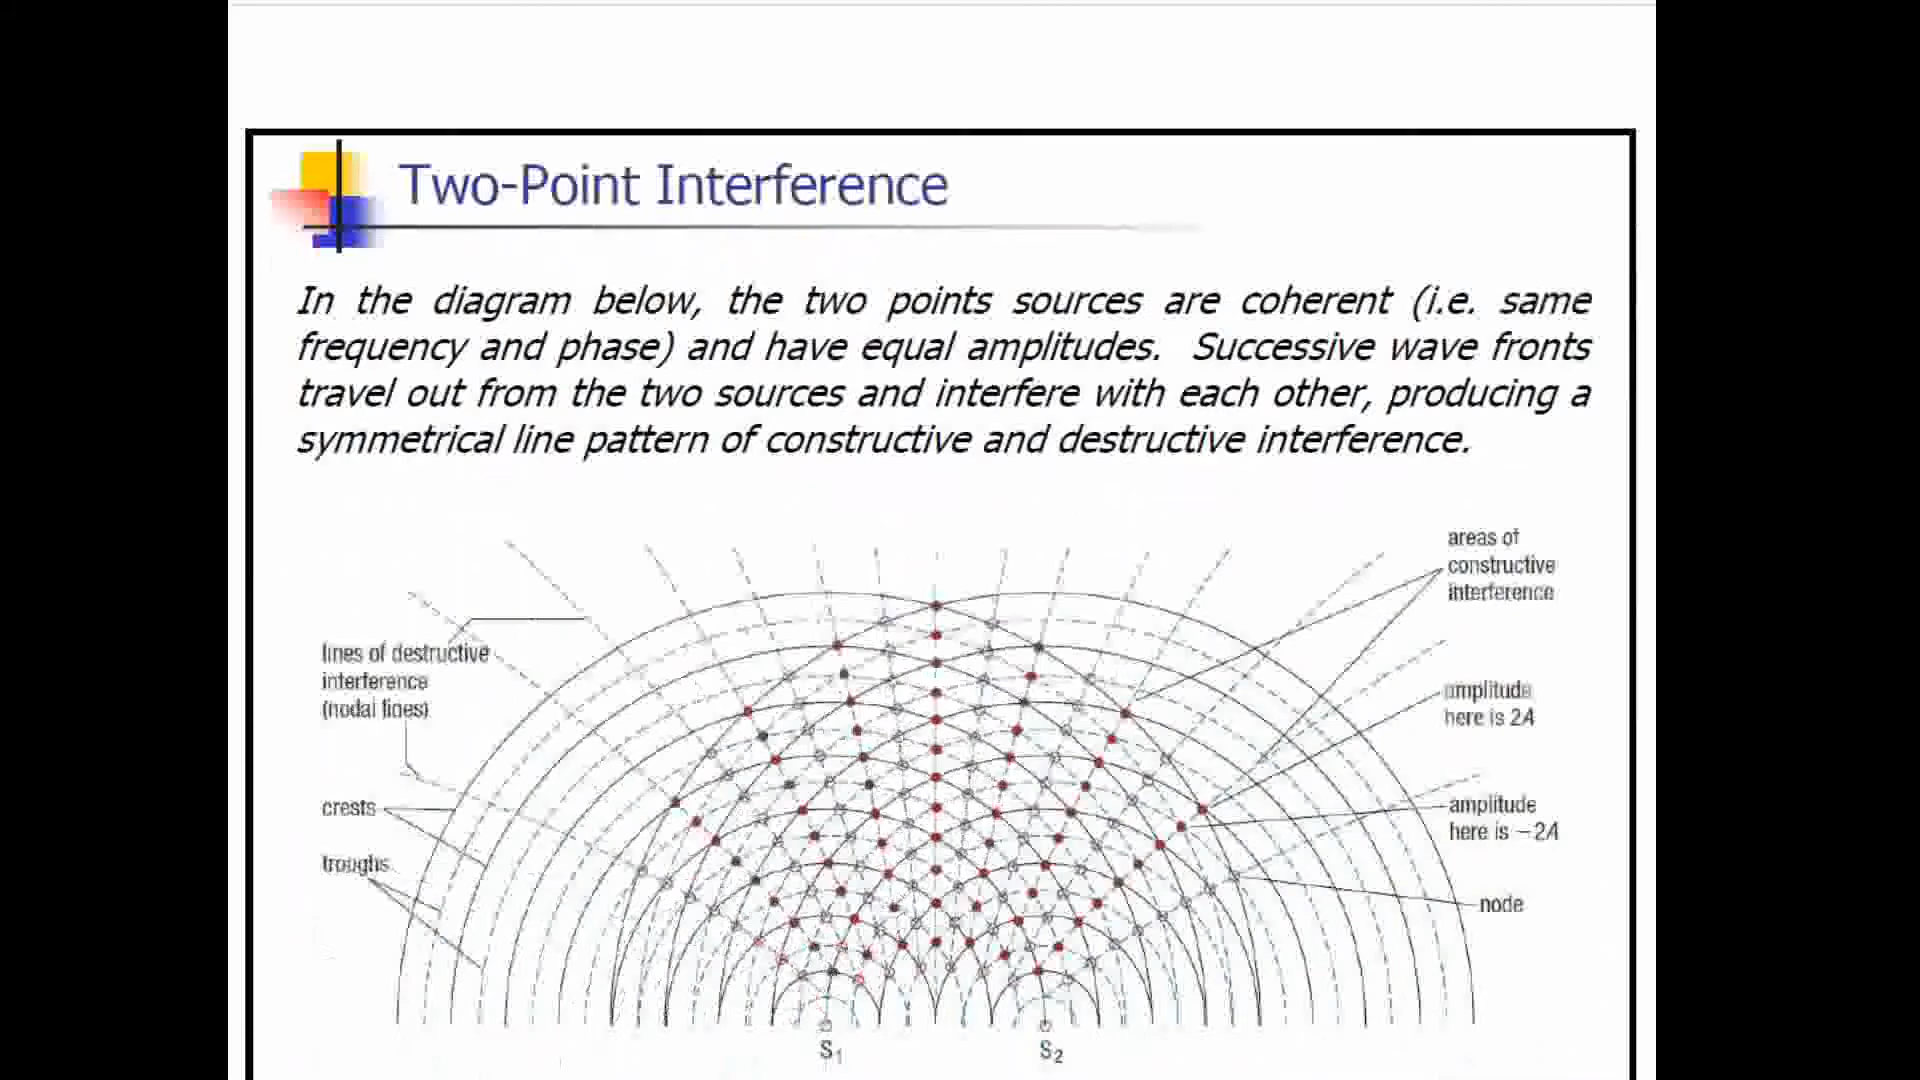 Two-Point Interference
In the diagram below, the two points sources are coherent (i.e. same
frequency and phase) and have equal amplitudes. Successive wave fronts
travel out from the two sources and interfere with each other, producing a
symmetrical line pattern of constructive and destructive interference.
areas of
constructive
interference
lines of destructive
interference
(nodal lines)
amplitude
here is 2A
crests
amplitude
here is −2A
troughs
node
S1
S2